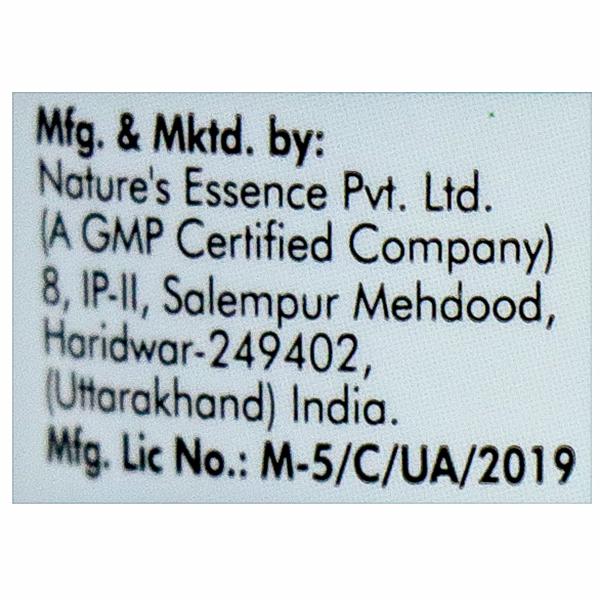 Mfg. & Mktd. by:
Nature's Essence Pvt. Ltd.
(A GMP Certified Company)
8, IP-II, Salempur Mehdood,
Haridwar-249402,
(Uttarakhand) India.
Mfg. Lic No.: M-5/C/UA/2019